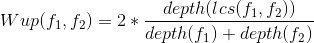 Wup(f_1, f_2) = 2 * \frac{depth(lcs(f_1, f_2))}{depth(f_1) + depth(f_2)}